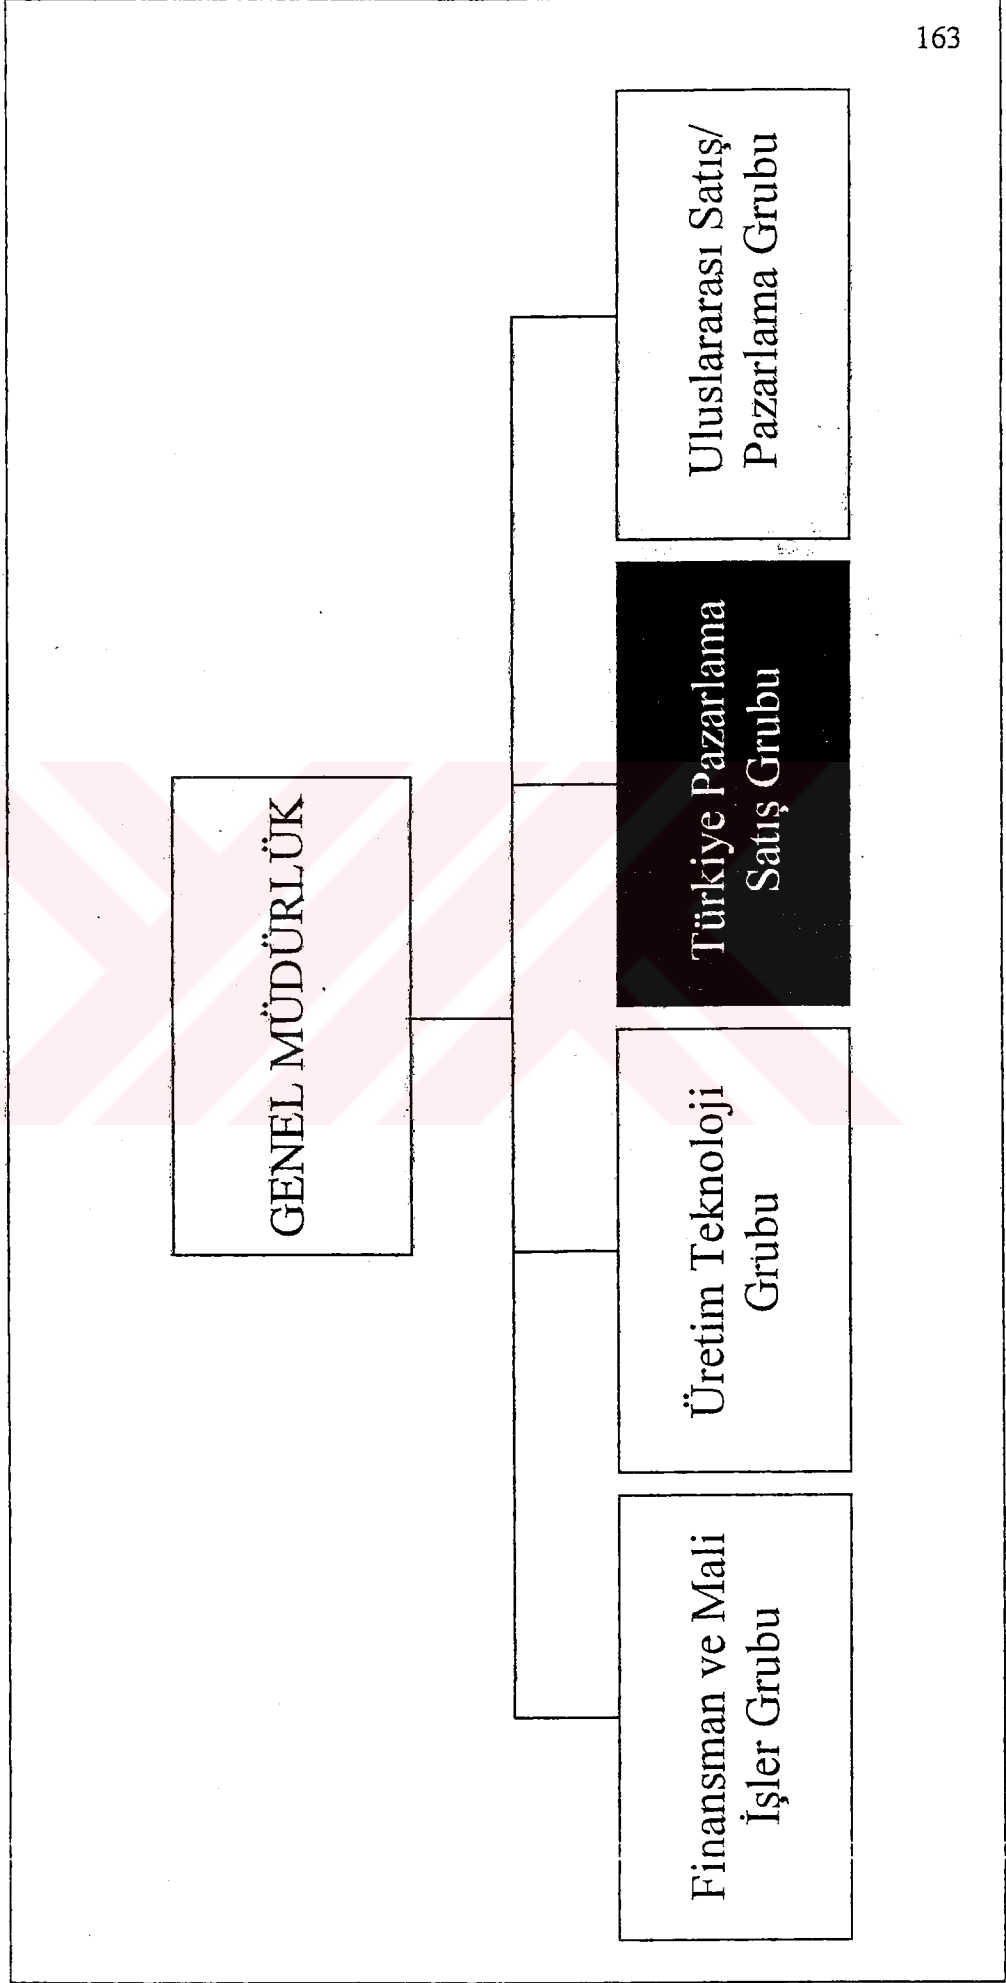 163
GENEL MÜDÜRLÜK
Finansman ve Mali
İşler Grubu
Üretim Teknoloji
Grubu
Türkiye Pazarlama
Satış Grubu
Uluslararası Satış/
Pazarlama Grubu